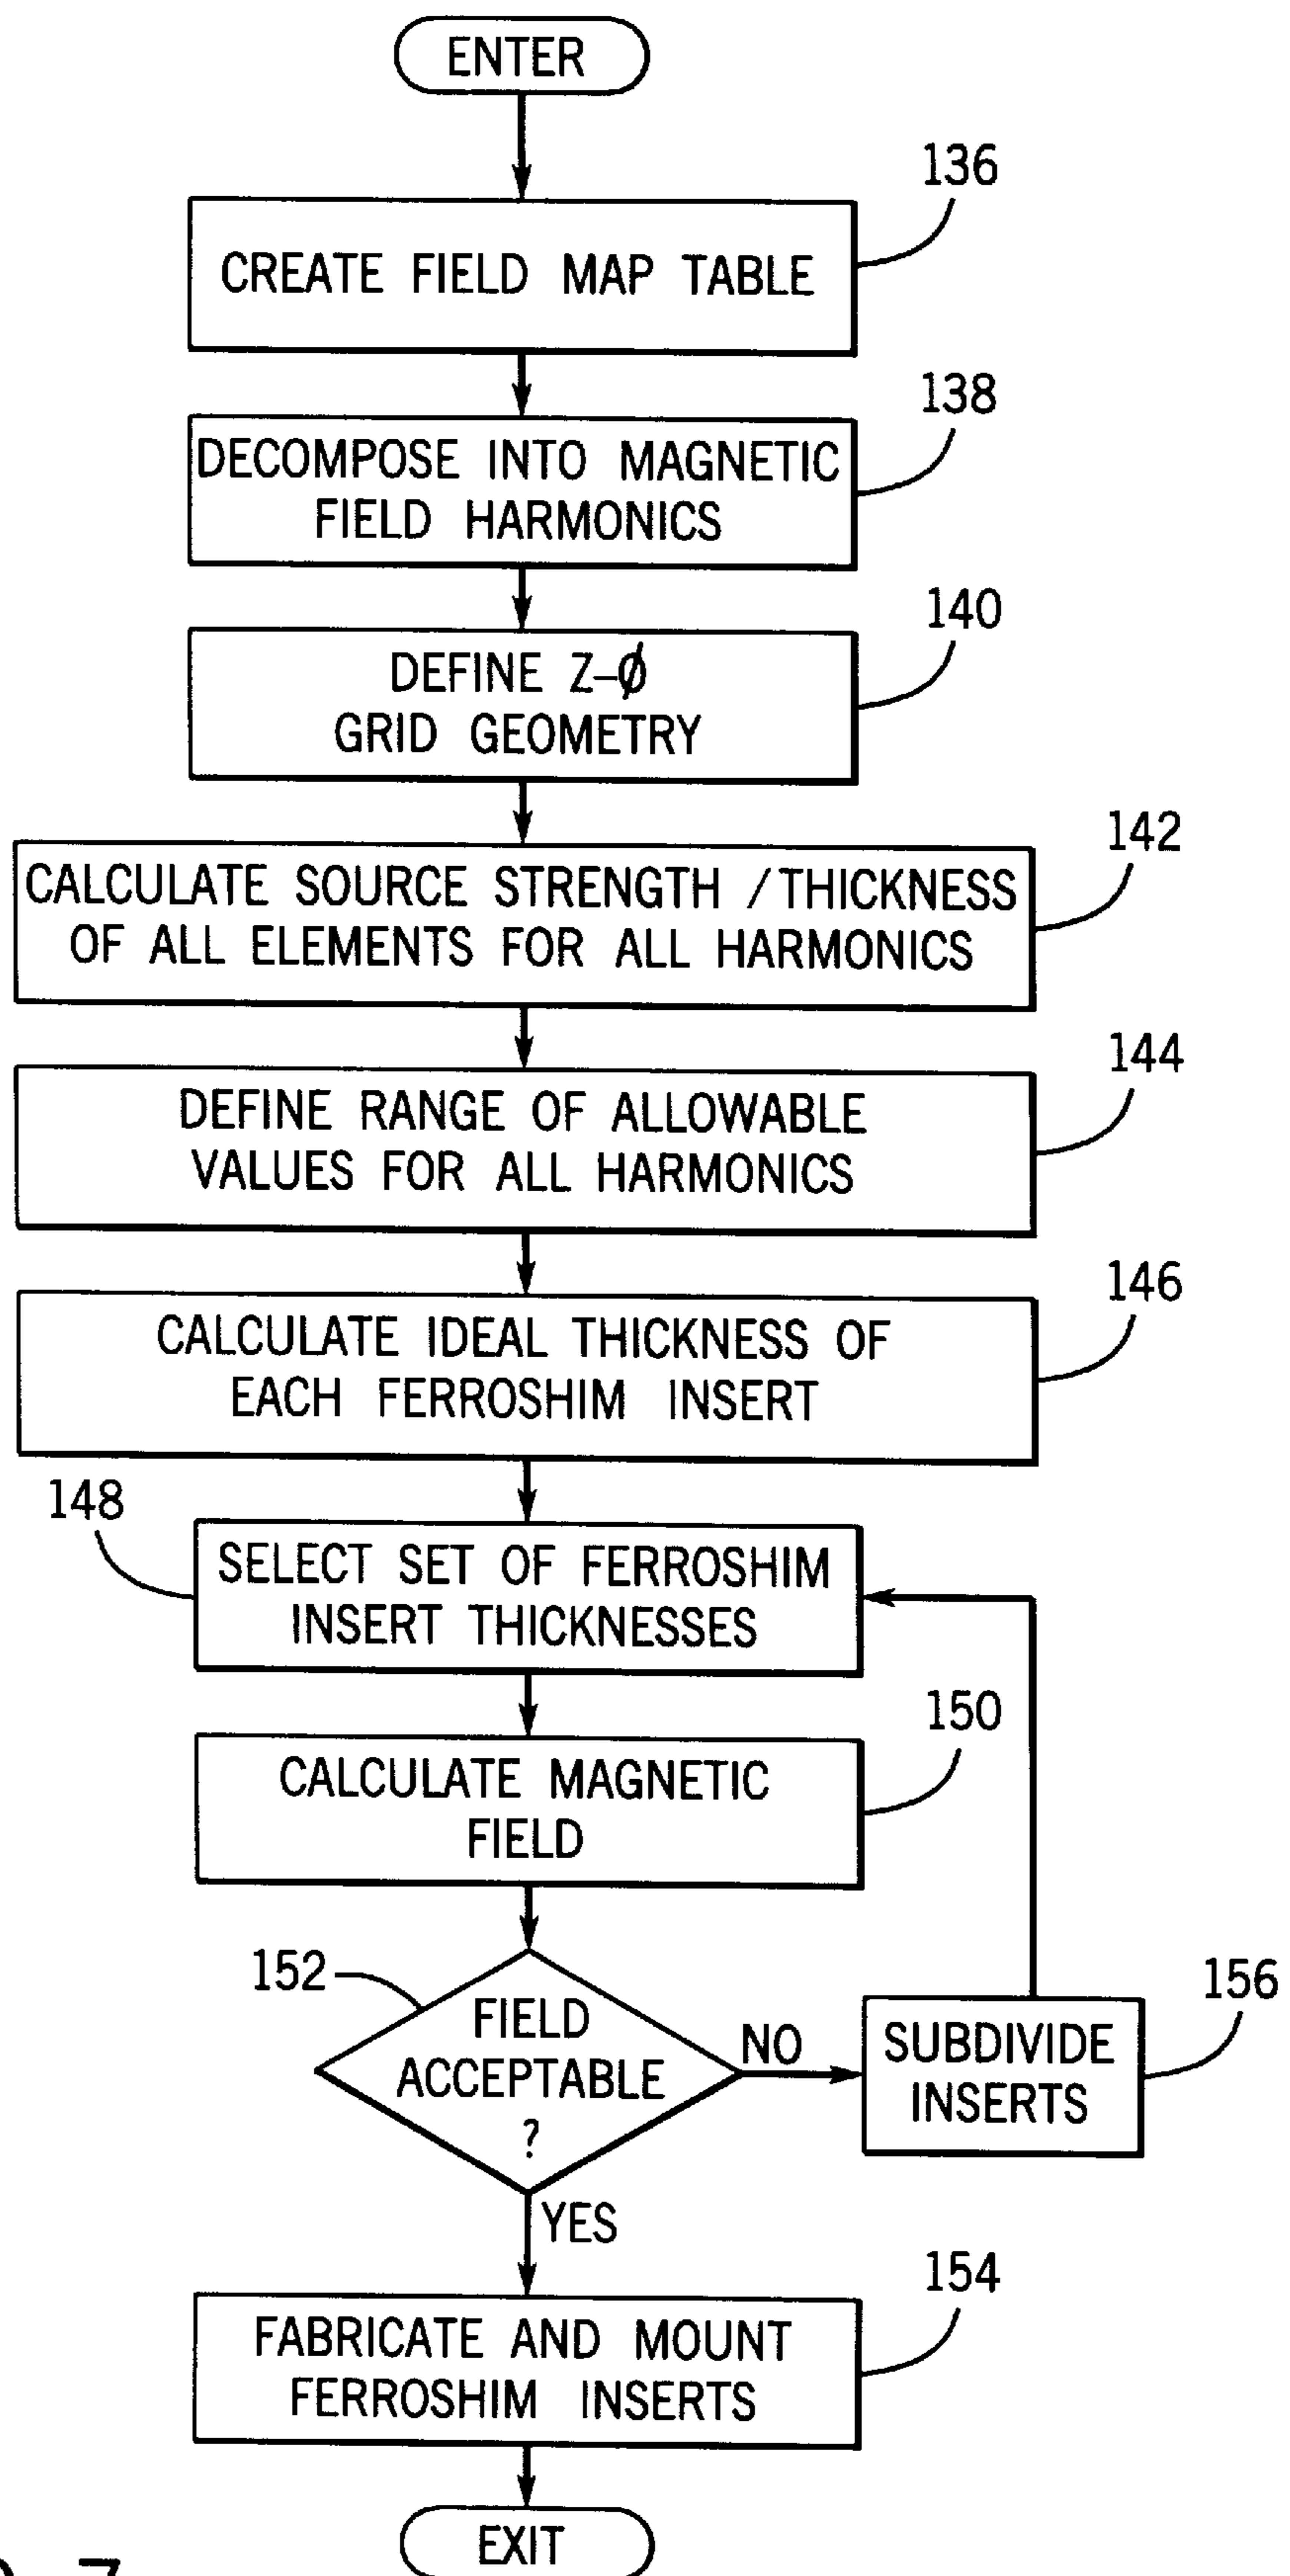 ENTER
136
CREATE FIELD MAP TABLE
138
DECOMPOSE INTO MAGNETIC
FIELD HARMONICS
140
DEFINE Z-Ø
GRID GEOMETRY
142
CALCULATE SOURCE STRENGTH /THICKNESS
OF ALL ELEMENTS FOR ALL HARMONICS
144
DEFINE RANGE OF ALLOWABLE
VALUES FOR ALL HARMONICS
146
CALCULATE IDEAL THICKNESS OF
EACH FERROSHIM INSERT
148
SELECT SET OF FERROSHIM
INSERT THICKNESSES
150
CALCULATE MAGNETIC
FIELD
152
FIELD
ACCEPTABLE
?
NO
156
SUBDIVIDE
INSERTS
YES
154
FABRICATE AND MOUNT
FERROSHIM INSERTS
EXIT